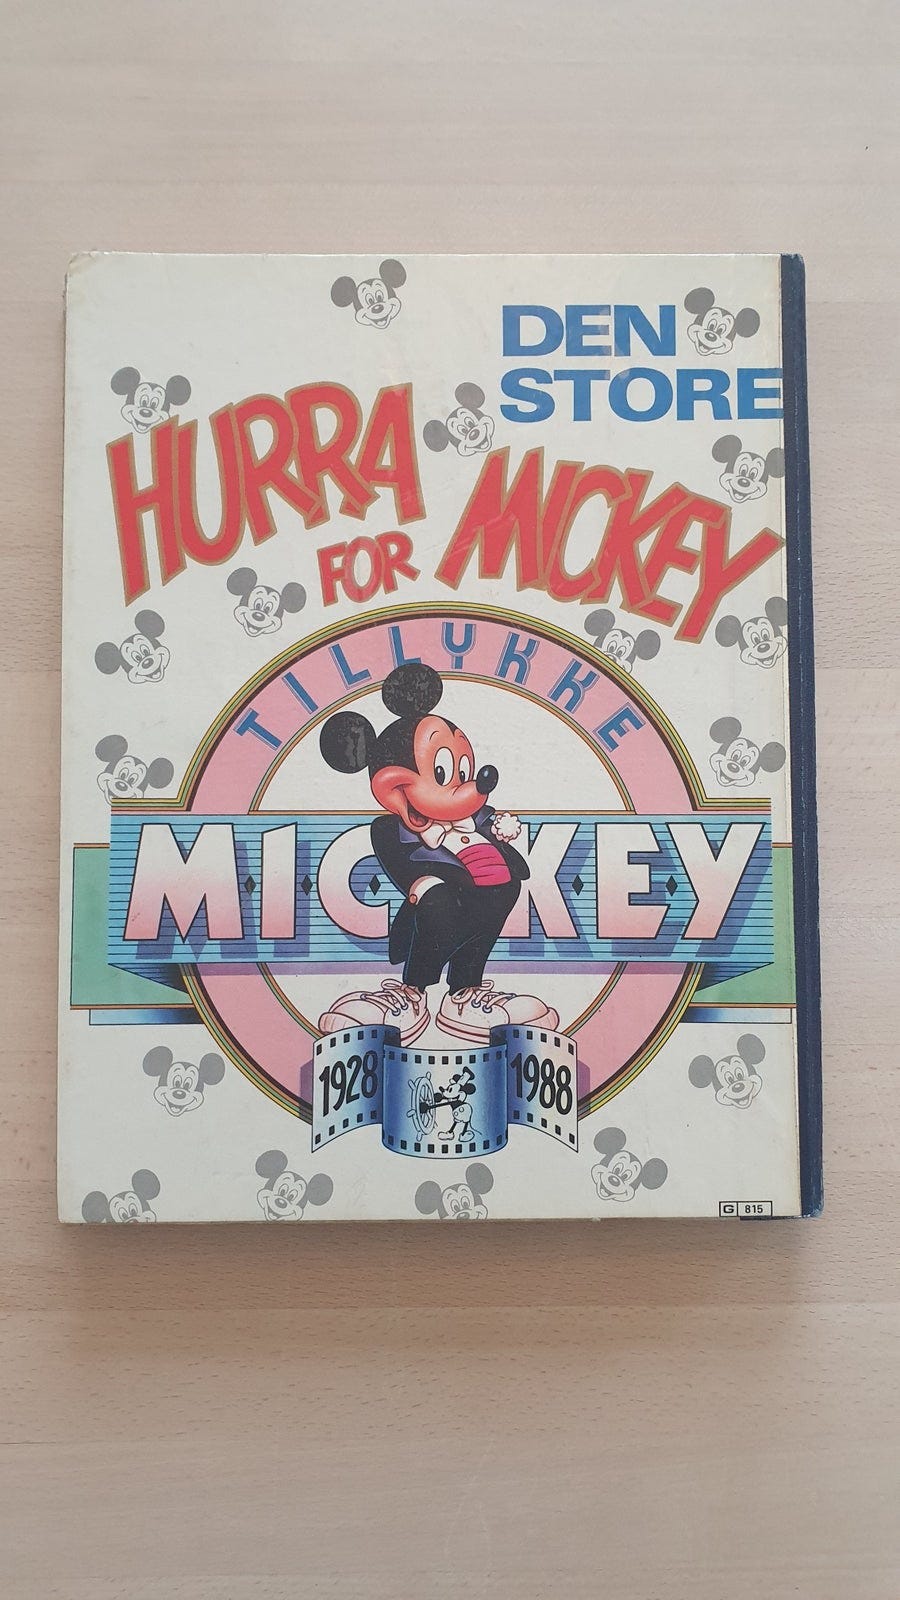 DEN
STORE
HURRA
FOR MICKEY
TILLYKKE
MICKEY
1928 1988
G 815